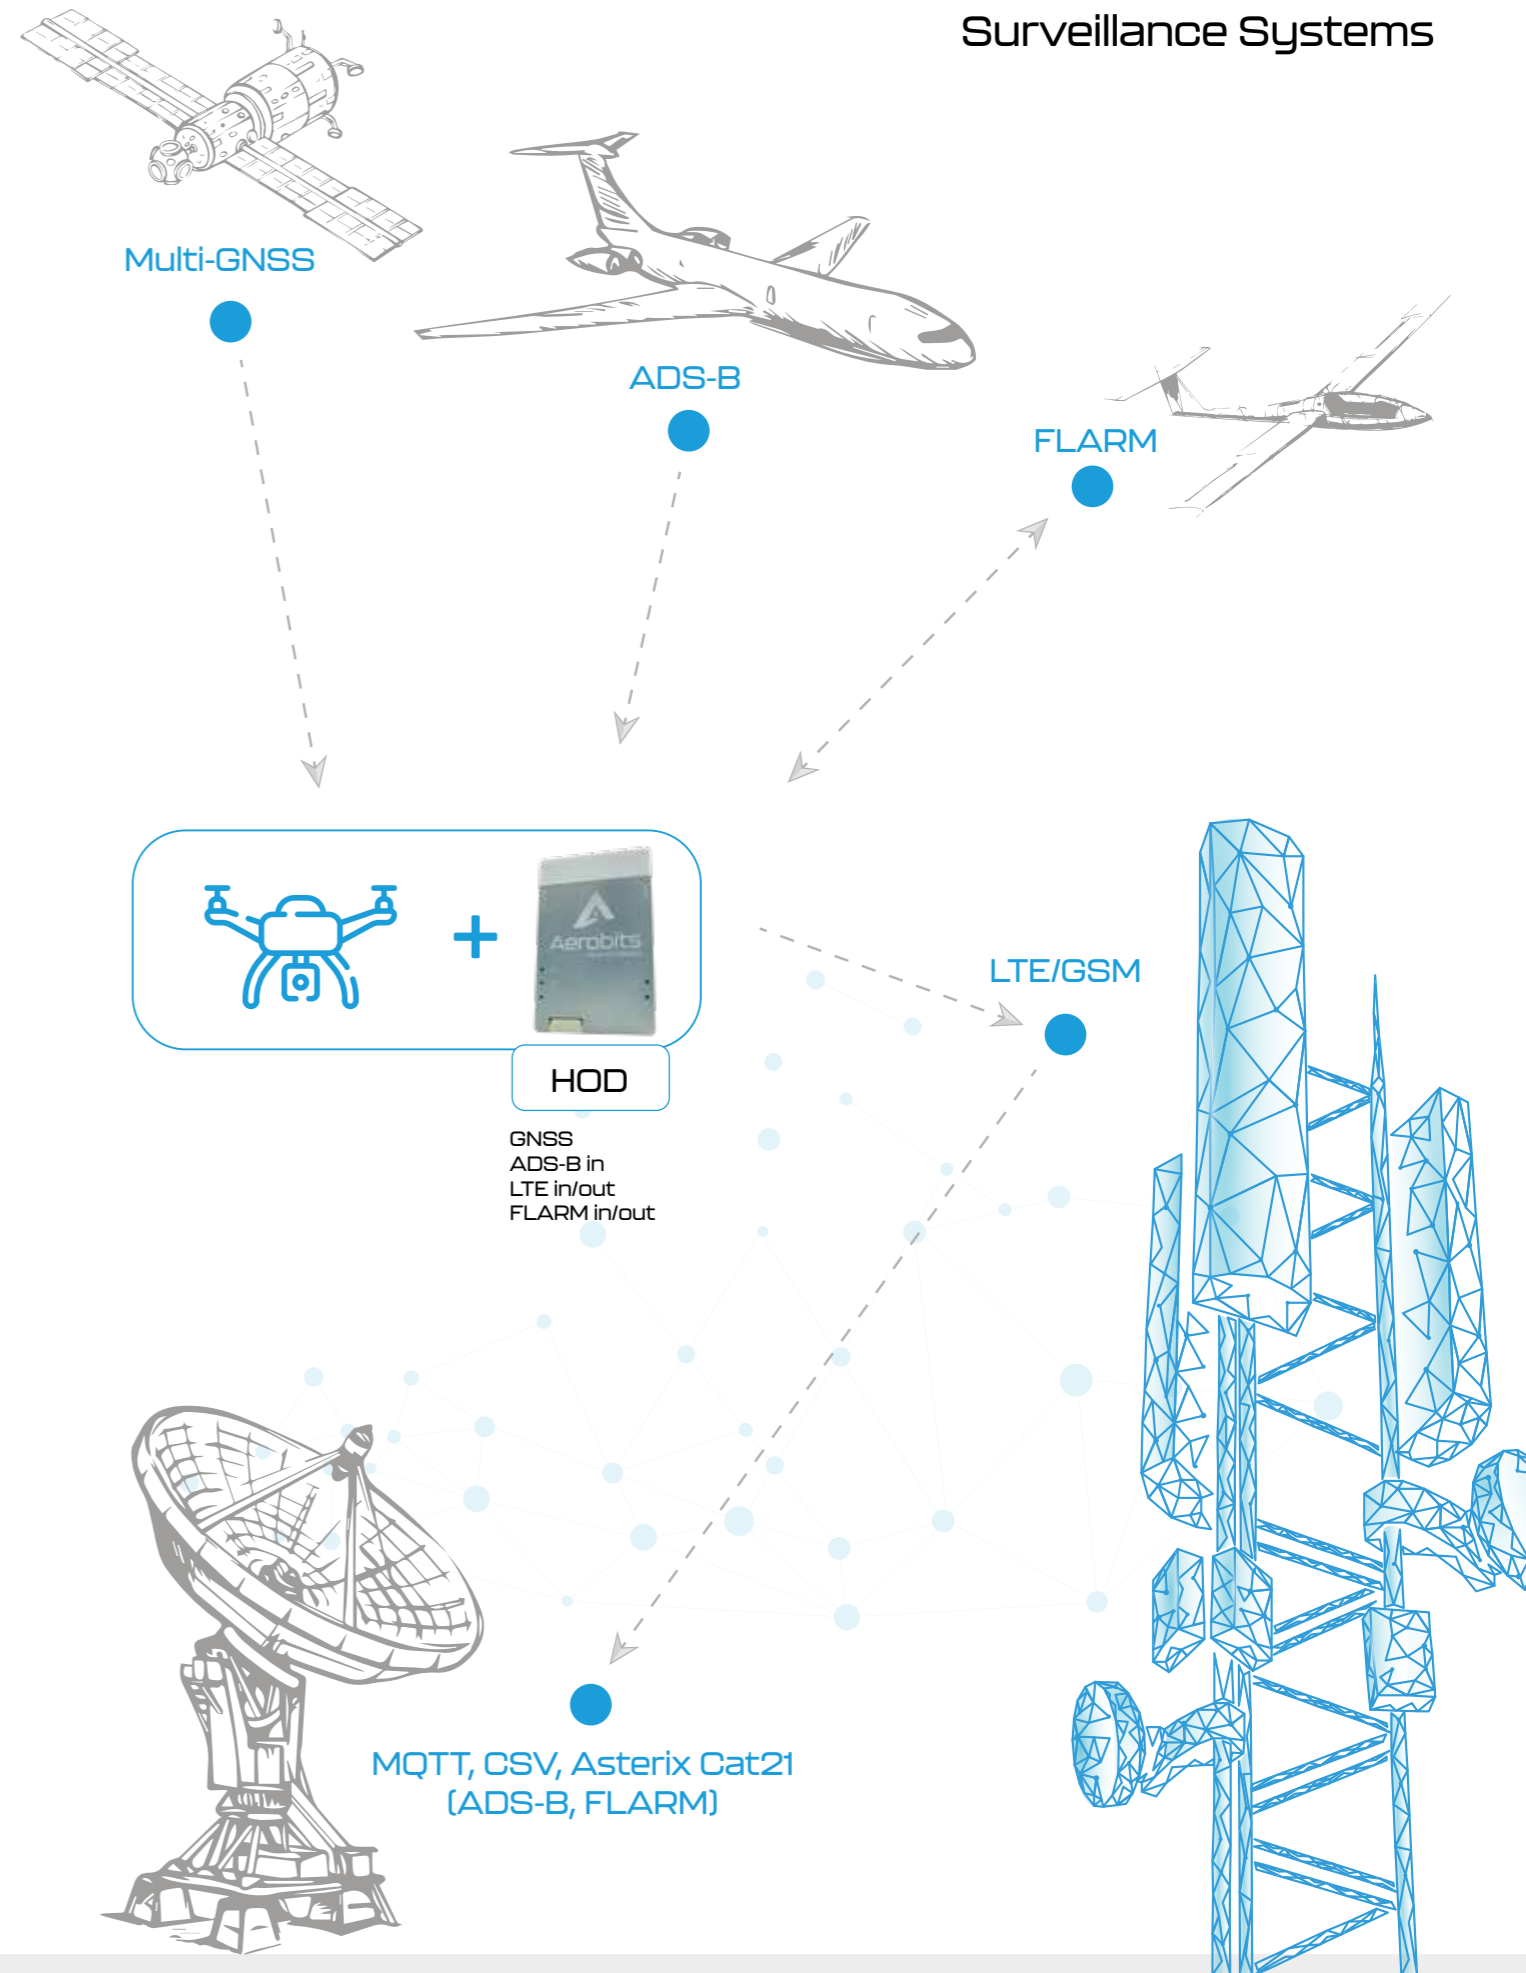 Surveillance Systems
Multi-GNSS
ADS-B
FLARM
Aerobits
LTE/GSM
HOD
GNSS
ADS-B in
LTE in/out
FLARM in/out
MQTT, CSV, Asterix Cat21
(ADS-B, FLARM)